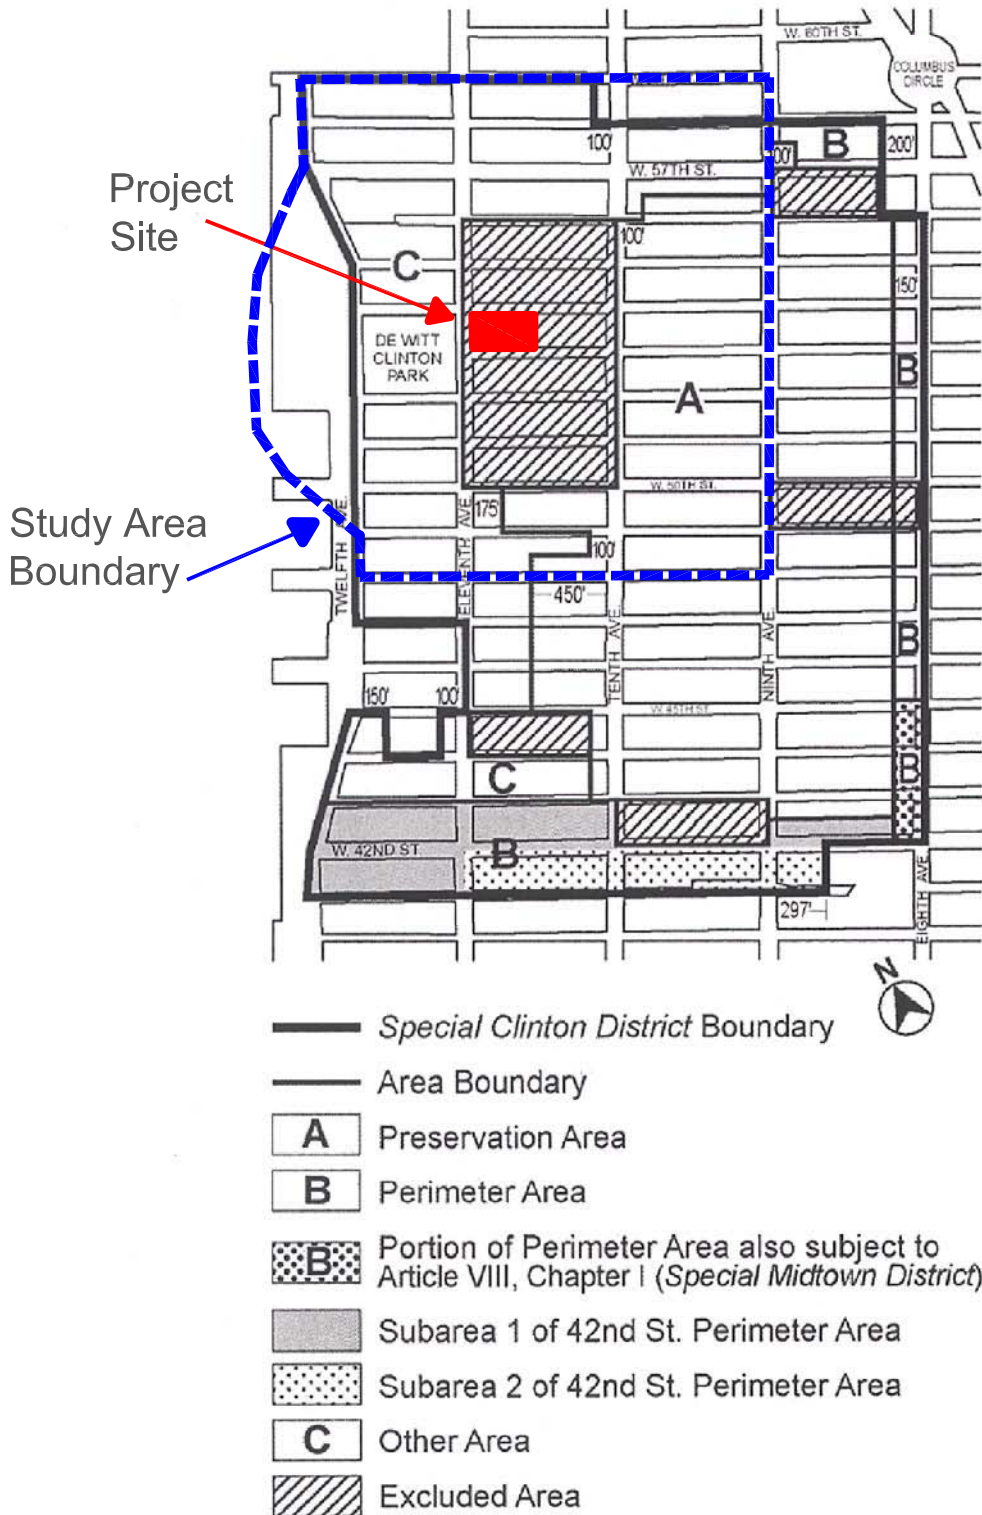 W. 60TH ST.
COLUMBUS
CIRCLE
100'
B
200'
00'
W. 57TH ST.
Project
Site
100'
C
150'
DE WITT
CLINTON
PARK
B
A
W. 50TH ST.
175'
Study Area
Boundary
TWELFTH AVE.
ELEVENTH AVE.
100'
450'
TENTH AVE.
NINTH AVE.
B
150'
100'
W. 45TH ST.
B
C
W. 42ND ST.
B
EIGHTH AVE.
297'
N
Special Clinton District Boundary
Area Boundary
A
Preservation Area
B
Perimeter Area
B
Portion of Perimeter Area also subject to
Article VIII, Chapter I (Special Midtown District)
Subarea 1 of 42nd St. Perimeter Area
Subarea 2 of 42nd St. Perimeter Area
C
Other Area
Excluded Area